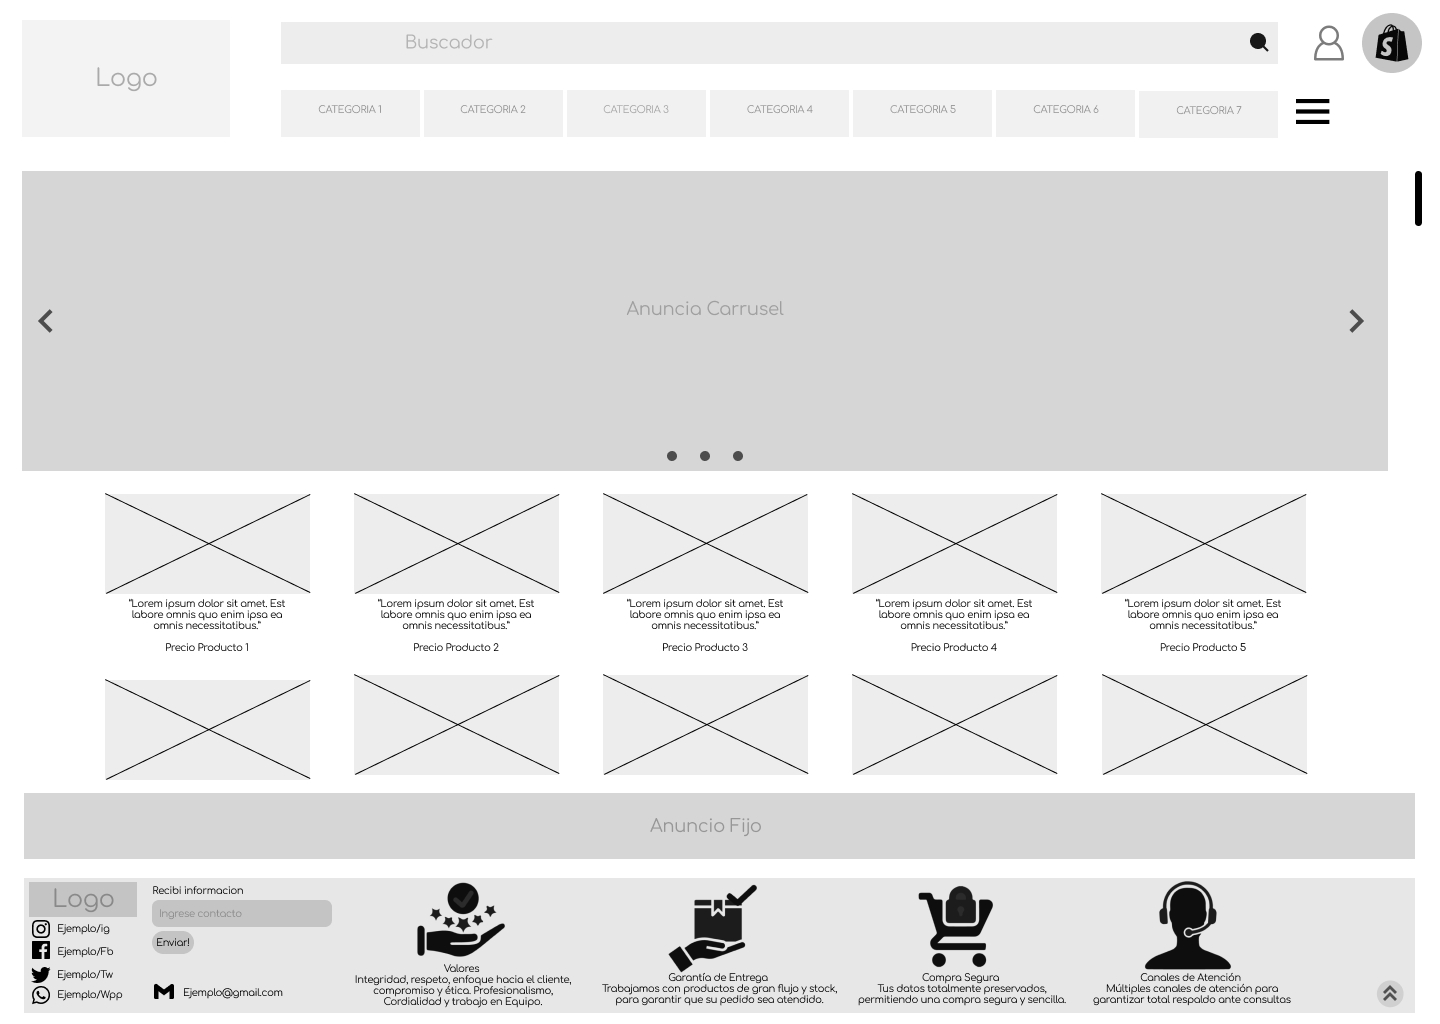 Logo
Buscador
CATEGORIA 1
CATEGORIA 2
CATEGORIA 3
CATEGORIA 4
CATEGORIA 5
CATEGORIA 6
CATEGORIA 7
Anuncia Carrusel
"Lorem ipsum dolor sit amet. Est
labore omnis quo enim ipsa ea
omnis necessitatibus."
Precio Producto 1
"Lorem ipsum dolor sit amet. Est
labore omnis quo enim ipsa ea
omnis necessitatibus."
Precio Producto 2
"Lorem ipsum dolor sit amet. Est
labore omnis quo enim ipsa ea
omnis necessitatibus."
Precio Producto 3
"Lorem ipsum dolor sit amet. Est
labore omnis quo enim ipsa ea
omnis necessitatibus."
Precio Producto 4
"Lorem ipsum dolor sit amet. Est
labore omnis quo enim ipsa ea
omnis necessitatibus."
Precio Producto 5
Anuncio Fijo
Logo
Ejemplo/ig
Ejemplo/Fb
Ejemplo/Tw
Ejemplo/Wpp
Recibi informacion
Ingrese contacto
Enviar!
Ejemplo@gmail.com
Valores
Integridad, respeto, enfoque hacia el cliente,
compromiso y ética. Profesionalismo,
Cordialidad y trabajo en Equipo.
Garantía de Entrega
Trabajamos con productos de gran flujo y stock,
para garantir que su pedido sea atendido.
Compra Segura
Tus datos totalmente preservados,
permitiendo una compra segura y sencilla.
Canales de Atención
Múltiples canales de atención para
garantizar total respaldo ante consultas